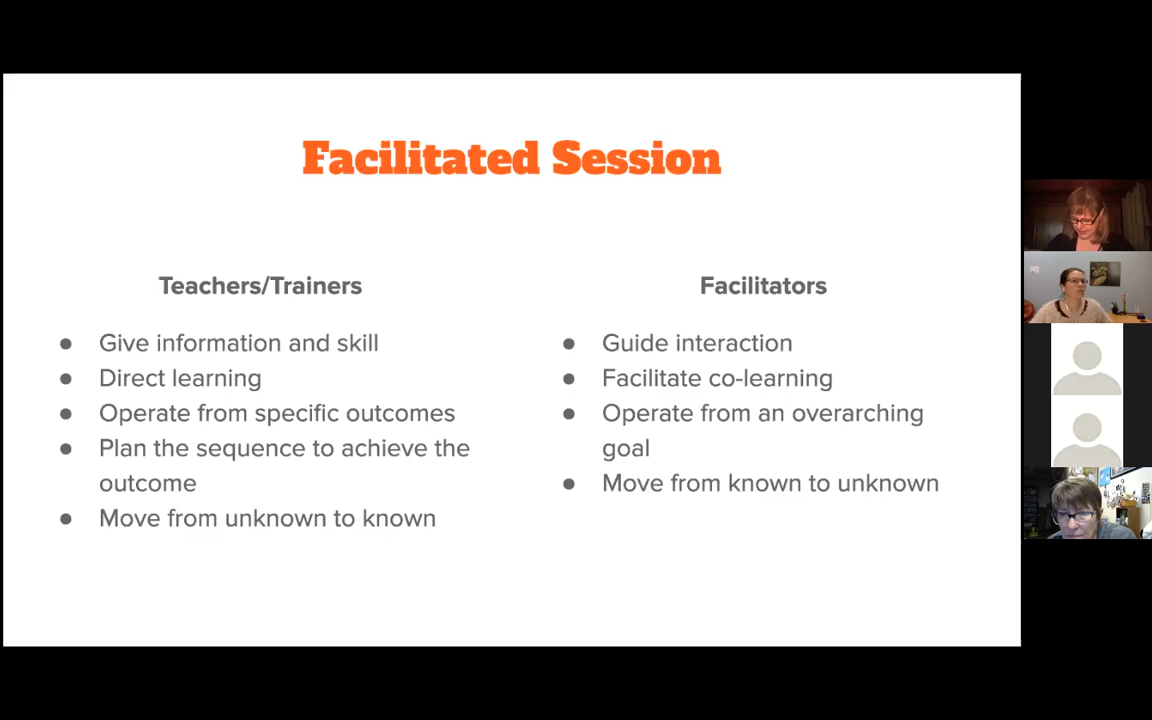 Facilitated Session
Teachers/Trainers
● Give information and skill
● Direct learning
● Operate from specific outcomes
● Plan the sequence to achieve the
outcome
● Move from unknown to known
Facilitators
● Guide interaction
● Facilitate co-learning
● Operate from an overarching
goal
● Move from known to unknown